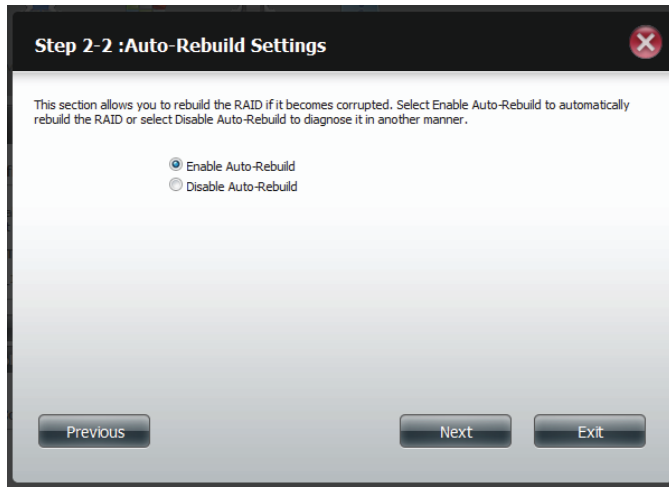 Step 2-2 :Auto-Rebuild Settings
This section allows you to rebuild the RAID if it becomes corrupted. Select Enable Auto-Rebuild to automatically
rebuild the RAID or select Disable Auto-Rebuild to diagnose it in another manner.
Enable Auto-Rebuild
Disable Auto-Rebuild
Previous
Next
Exit